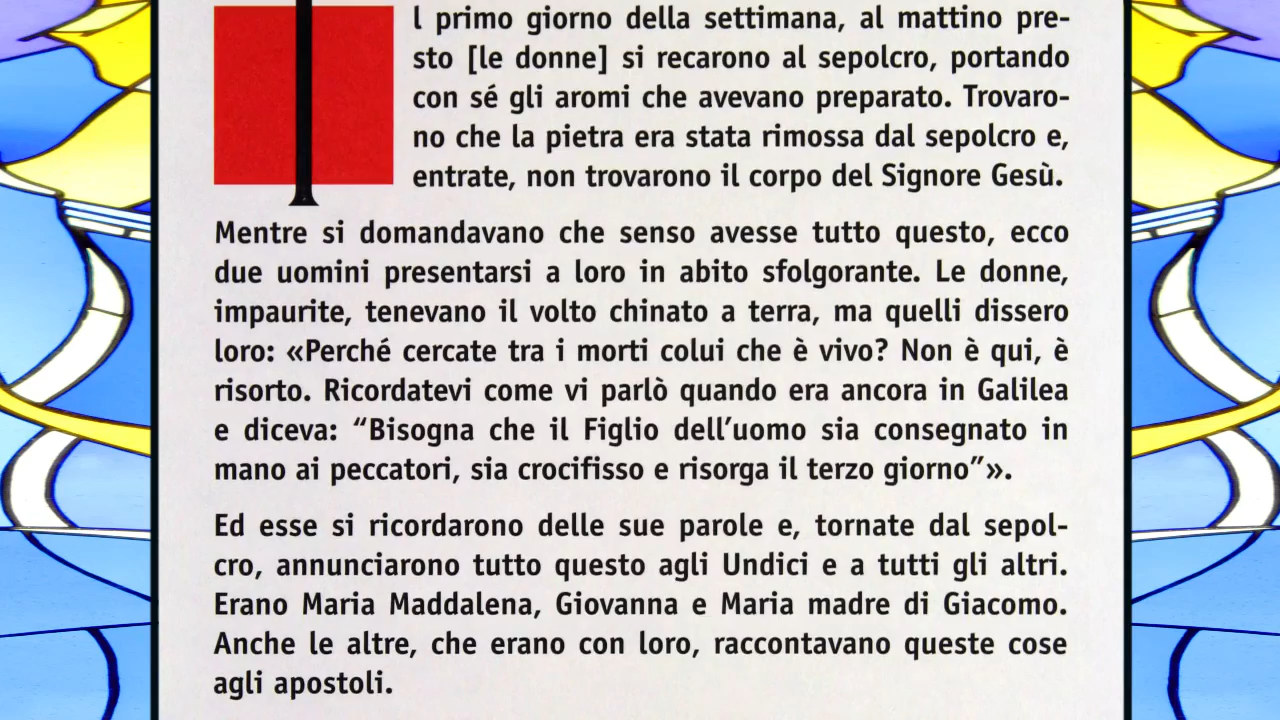 Il primo giorno della settimana, al mattino pre-
sto [le donne] si recarono al sepolcro, portando
con sé gli aromi che avevano preparato. Trovaro-
no che la pietra era stata rimossa dal sepolcro e,
entrate, non trovarono il corpo del Signore Gesù.
Mentre si domandavano che senso avesse tutto questo, ecco
due uomini presentarsi a loro in abito sfolgorante. Le donne,
impaurite, tenevano il volto chinato a terra, ma quelli dissero
loro: «Perché cercate tra i morti colui che è vivo? Non è qui, è
risorto. Ricordatevi come vi parlò quando era ancora in Galilea
e diceva: “Bisogna che il Figlio dell’uomo sia consegnato in
mano ai peccatori, sia crocifisso e risorga il terzo giorno”».
Ed esse si ricordarono delle sue parole e, tornate dal sepol-
cro, annunciarono tutto questo agli Undici e a tutti gli altri.
Erano Maria Maddalena, Giovanna e Maria madre di Giacomo.
Anche le altre, che erano con loro, raccontavano queste cose
agli apostoli.